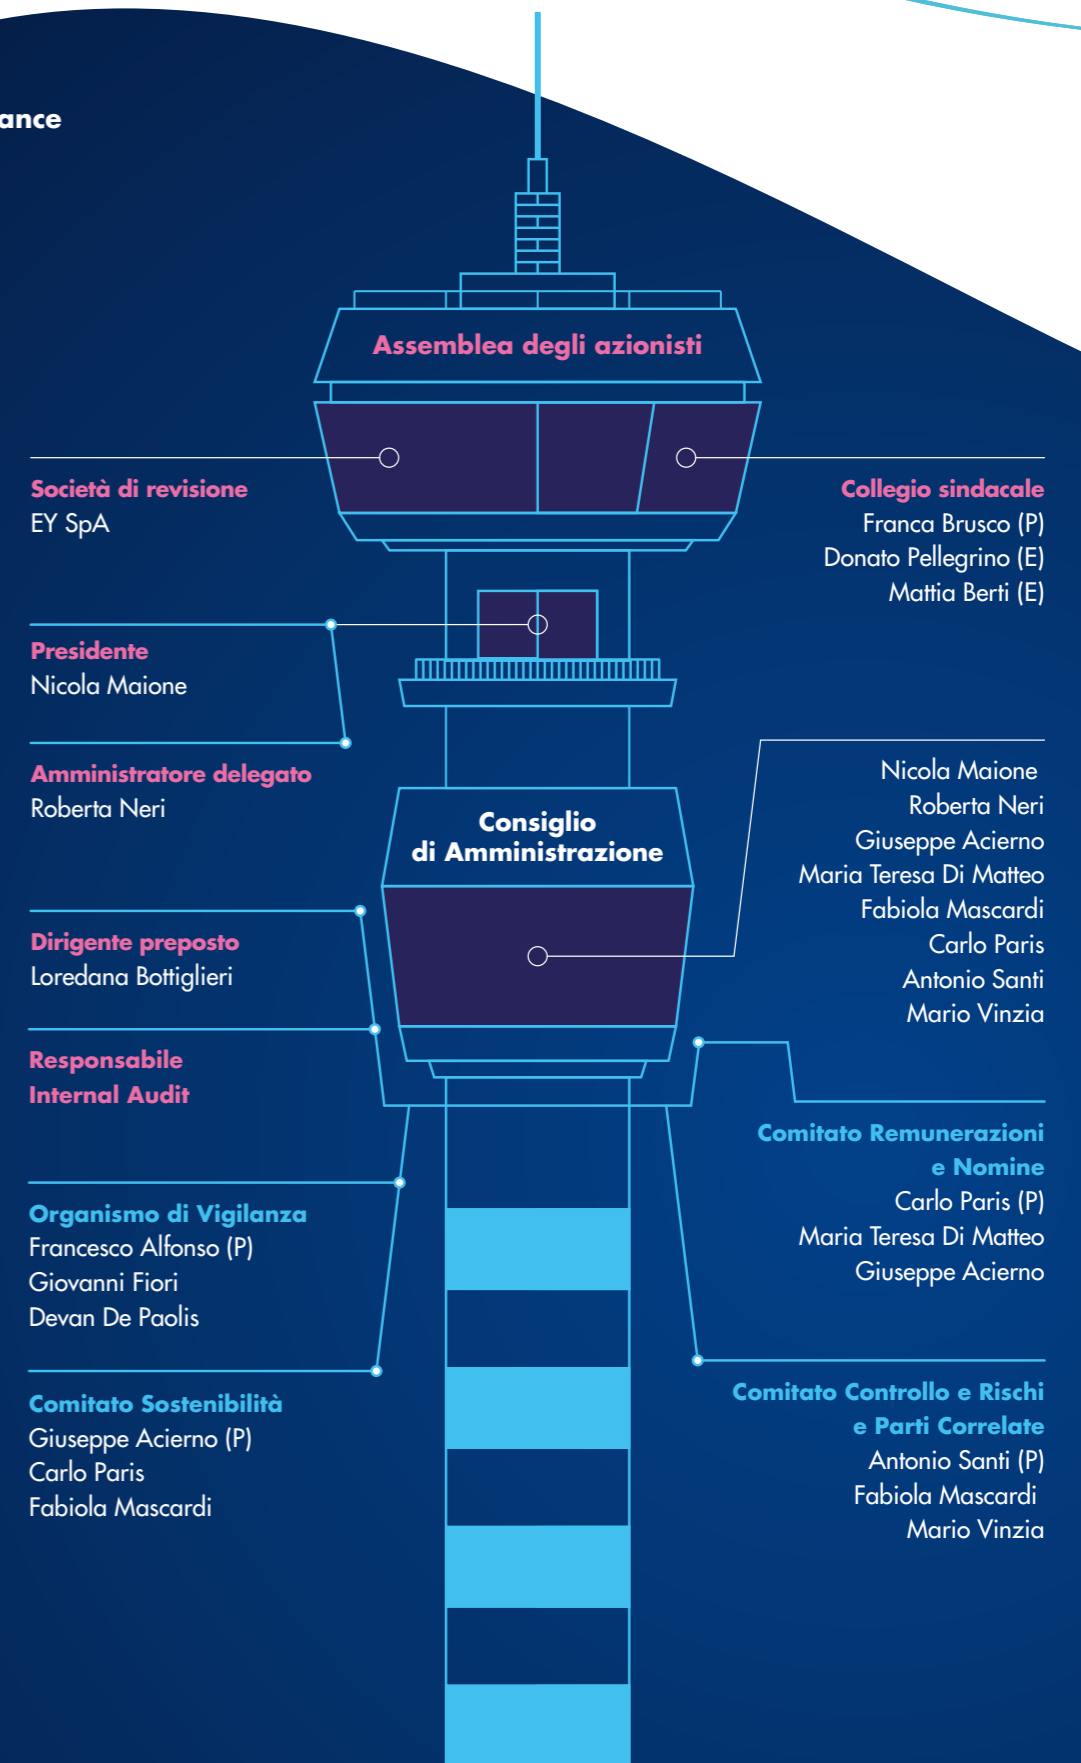 ance
Assemblea degli azionisti
Società di revisione
EY SpA
Collegio sindacale
Franca Brusco (P)
Donato Pellegrino (E)
Mattia Berti (E)
Presidente
Nicola Maione
Amministratore delegato
Roberta Neri
Consiglio
di Amministrazione
Nicola Maione
Roberta Neri
Giuseppe Acierno
Maria Teresa Di Matteo
Fabiola Mascardi
Carlo Paris
Antonio Santi
Mario Vinzia
Dirigente preposto
Loredana Bottiglieri
Responsabile
Internal Audit
Comitato Remunerazioni
e Nomine
Carlo Paris (P)
Maria Teresa Di Matteo
Giuseppe Acierno
Organismo di Vigilanza
Francesco Alfonso (P)
Giovanni Fiori
Devan De Paolis
Comitato Sostenibilità
Giuseppe Acierno (P)
Carlo Paris
Fabiola Mascardi
Comitato Controllo e Rischi
e Parti Correlate
Antonio Santi (P)
Fabiola Mascardi
Mario Vinzia